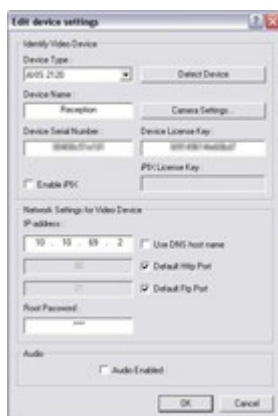 Edit device settings
Identify Video Device
Device Type :
AXIS 2120
Detect Device
Device Name :
Reception
Camera Settings...
Device Serial Number :
Device License Key :
iPIX License Key :
Enable iPIX
Network Settings for Video Device
IP-address :
10 . 10 . 69 . 2
Use DNS host name
80
Default Http Port
21
Default Ftp Port
Root Password :
****
Audio
Audio Enabled
OK
Cancel